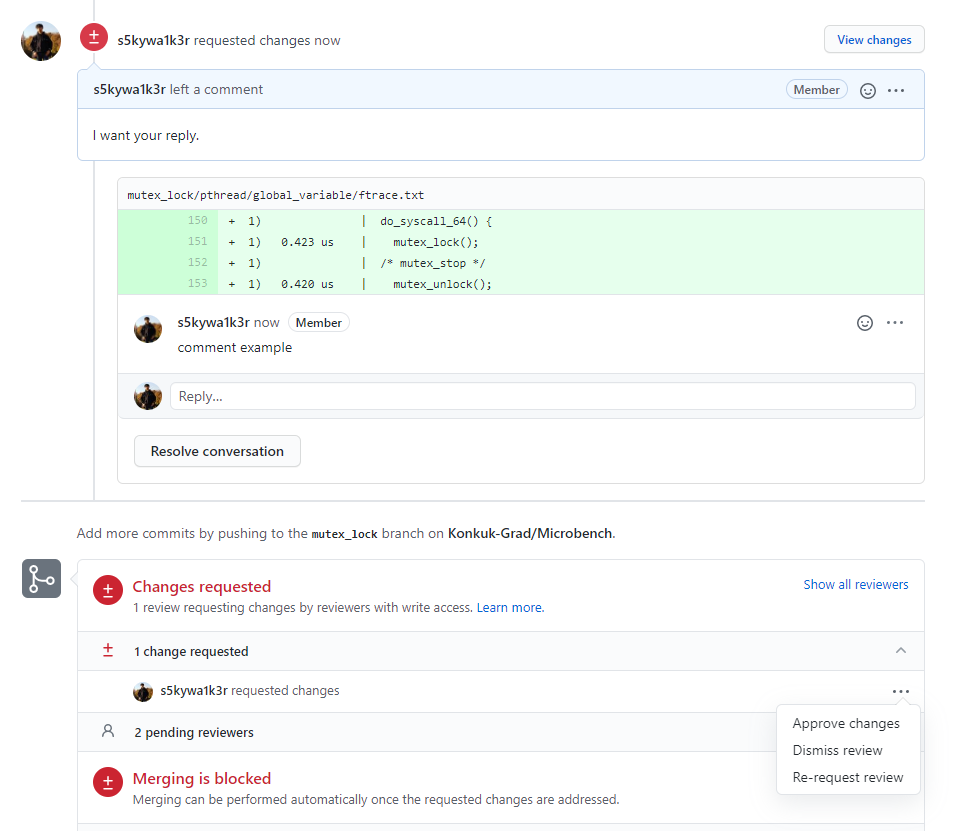 s5kywa1k3r requested changes now
View changes
s5kywa1k3r left a comment
Member
I want your reply.
mutex_lock/pthread/global_variable/ftrace.txt
150 + 1) | do_syscall_64() {
151 + 1) 0.423 us | mutex_lock();
152 + 1) | /* mutex_stop */
153 + 1) 0.420 us | mutex_unlock();
s5kywa1k3r now Member
comment example
Reply...
Resolve conversation
Add more commits by pushing to the mutex_lock branch on Konkuk-Grad/Microbench.
Changes requested
Show all reviewers
1 review requesting changes by reviewers with write access. Learn more.
1 change requested
s5kywa1k3r requested changes
Approve changes
Dismiss review
Re-request review
2 pending reviewers
Merging is blocked
Merging can be performed automatically once the requested changes are addressed.